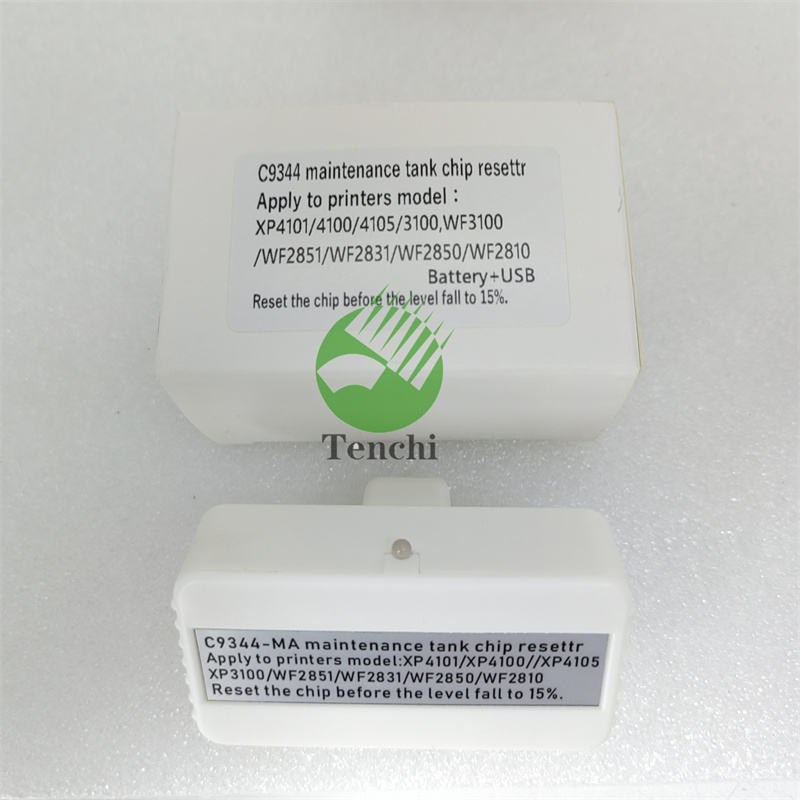 C9344 maintenance tank chip resettr
Apply to printers model：
XP4101/4100/4105/3100,WF3100
/WF2851/WF2831/WF2850/WF2810
Battery+USB
Reset the chip before the level fall to 15%.
Tenchi
C9344-MA maintenance tank chip resettr
Apply to printers model:XP4101/XP4100//XP4105
XP3100/WF2851/WF2831/WF2850/WF2810
Reset the chip before the level fall to 15%.